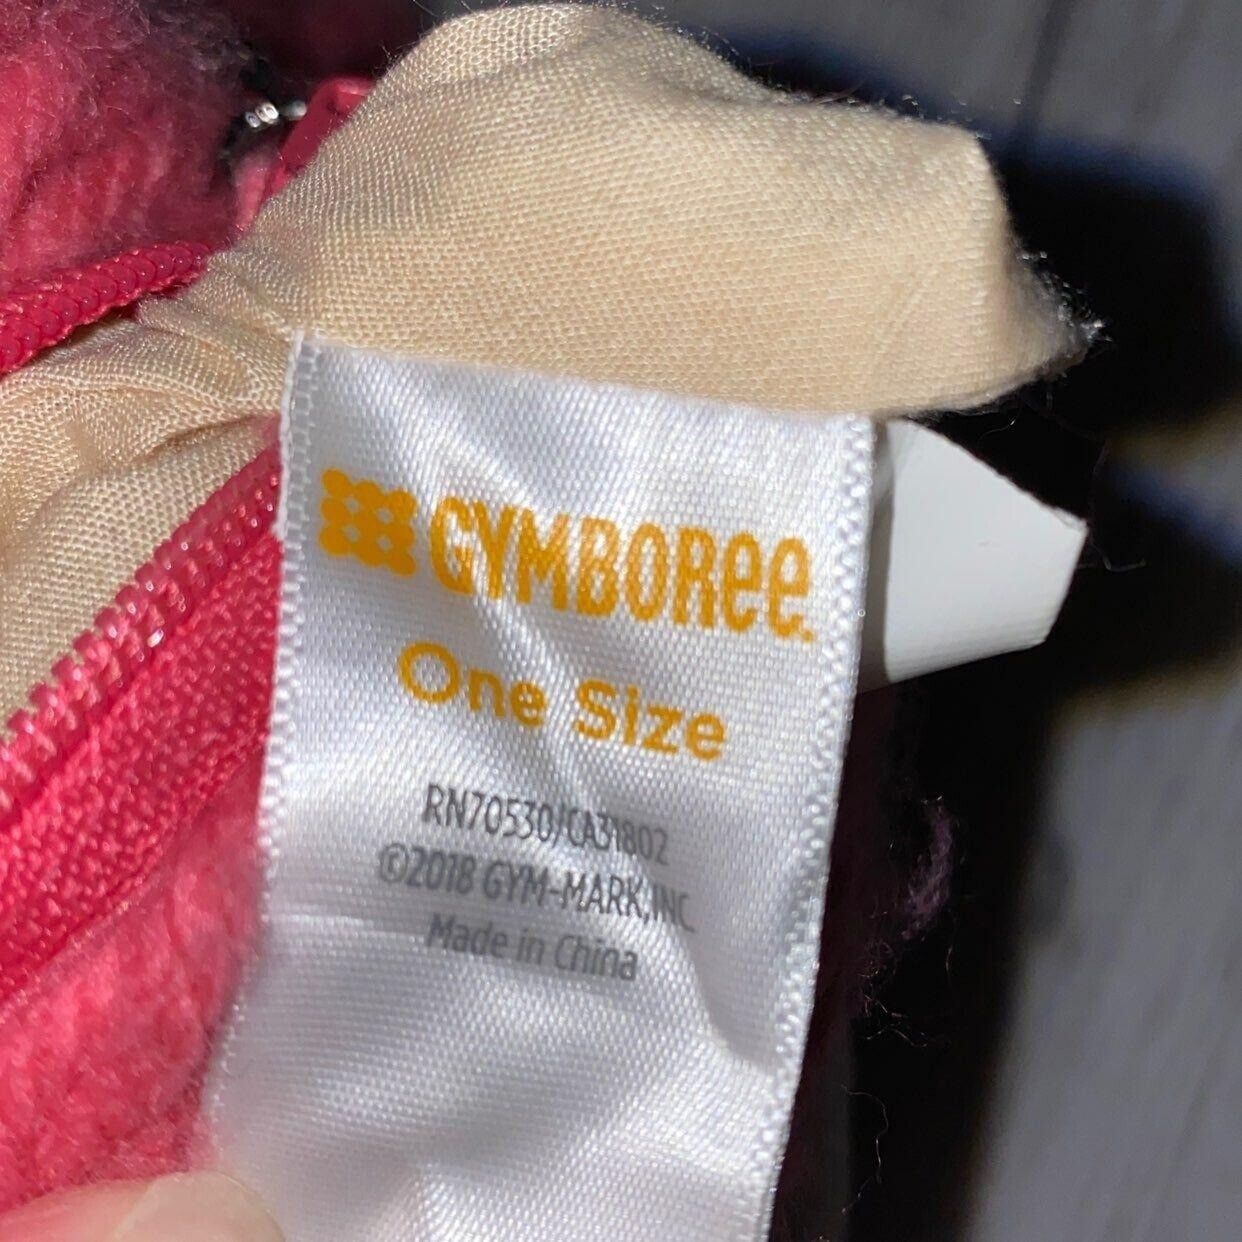 GYMBOREE
One Size
RN70530/CA31802
©2018 GYM-MARK, INC
Made in China